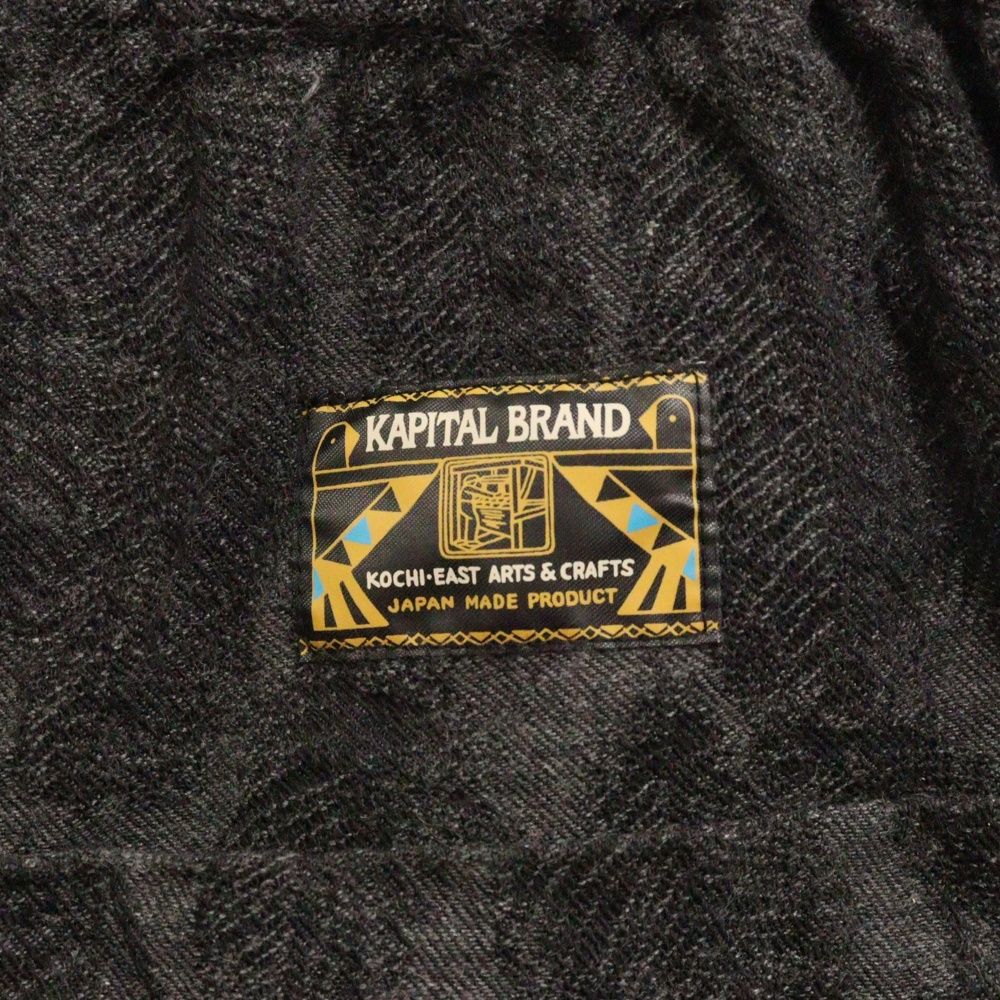 KAPITAL BRAND
KOCHI·EAST ARTS & CRAFTS
JAPAN MADE PRODUCT